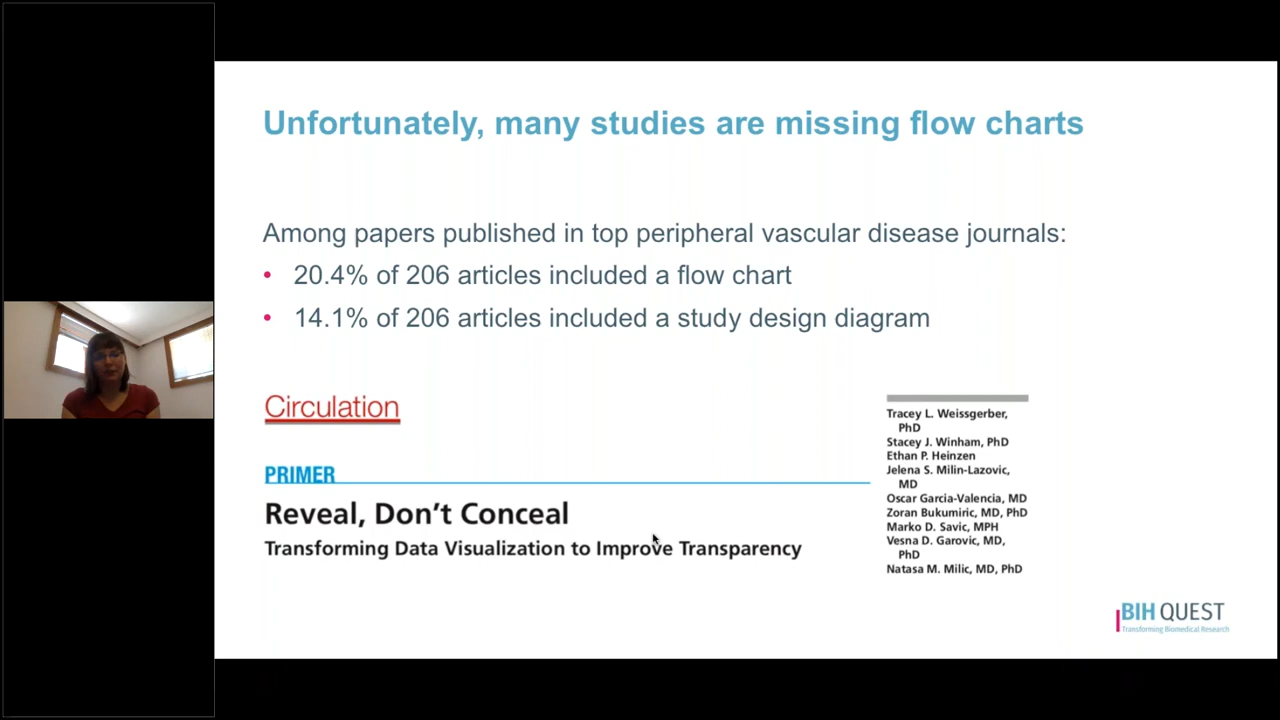 Unfortunately, many studies are missing flow charts
Among papers published in top peripheral vascular disease journals:
• 20.4% of 206 articles included a flow chart
• 14.1% of 206 articles included a study design diagram
Circulation
PRIMER
Reveal, Don’t Conceal
Transforming Data Visualization to Improve Transparency
Tracey L. Weissgerber,
PhD
Stacey J. Winham, PhD
Ethan P. Heinzen
Jelena S. Milin-Lazovic,
MD
Oscar Garcia-Valencia, MD
Zoran Bukumiric, MD, PhD
Marko D. Savic, MPH
Vesna D. Garovic, MD,
PhD
Natasa M. Milic, MD, PhD
BIH QUEST
Transforming Biomedical Research